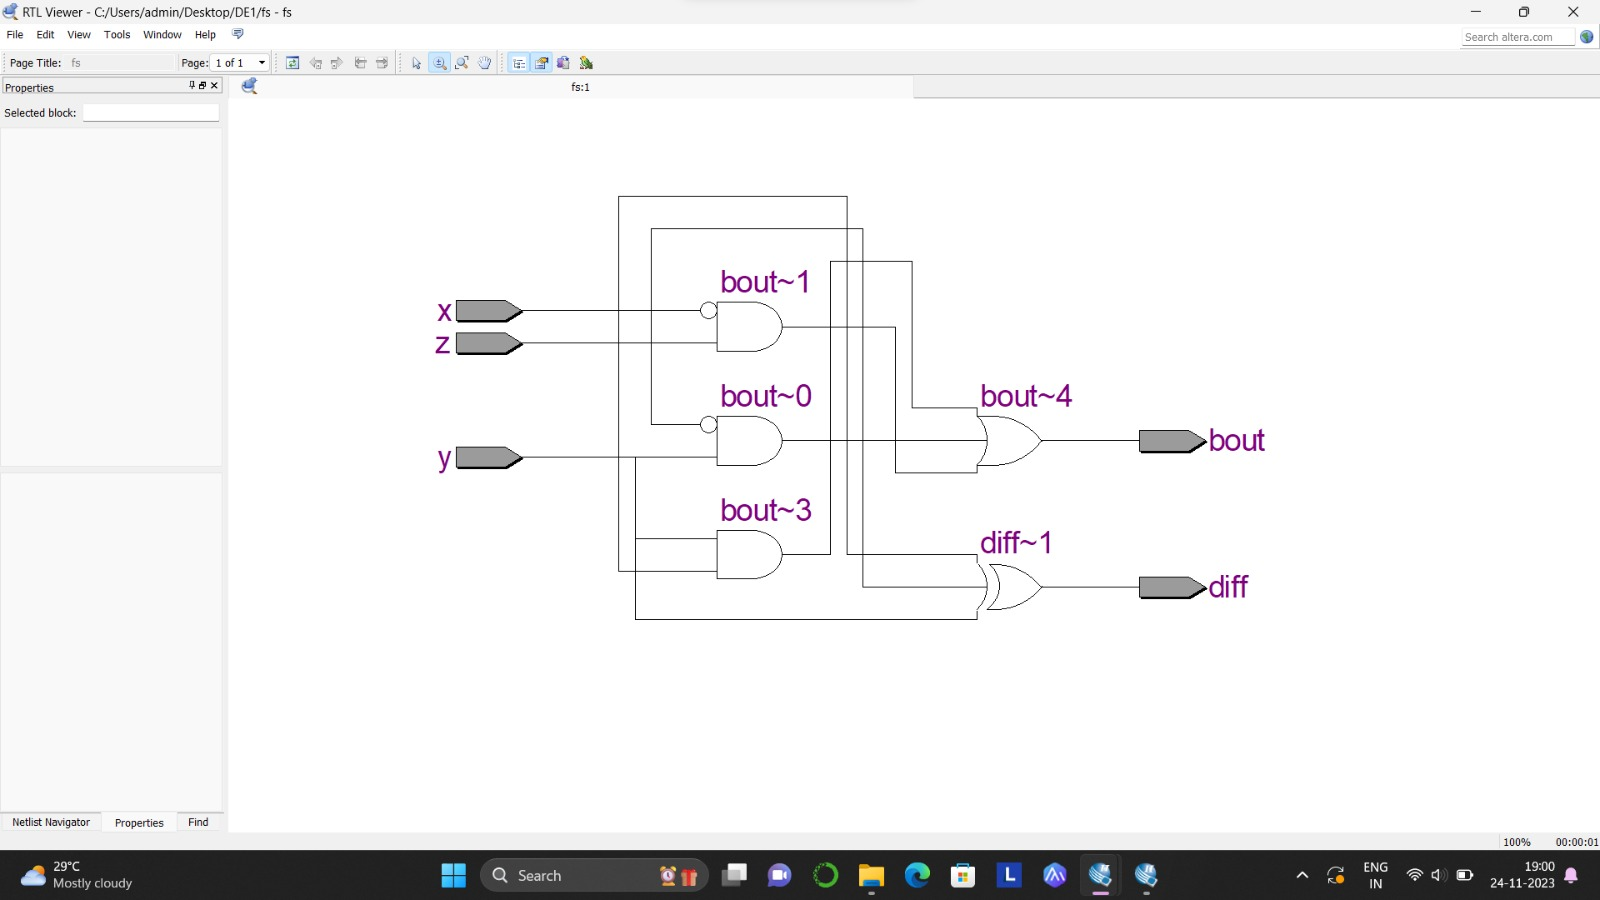 RTL Viewer - C:/Users/admin/Desktop/DE1/fs - fs
File Edit View Tools Window Help
Search altera.com
Page Title: fs Page: 1 of 1
Properties
fs:1
Selected block:
bout~1
x
z
bout~0
bout~4
y
bout
bout~3
diff~1
diff
Netlist Navigator Properties Find
100% 00:00:01
29°C
Mostly cloudy
Search
L
ENG
IN
19:00
24-11-2023